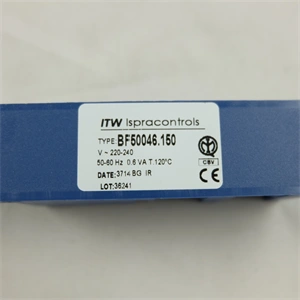 ITW Ispracontrols
TYPE: BF50046.150
V ~ 220-240
50-60 Hz 0.6 VA T.120°C
CSV
DATE: 3714 BG IR
LOT: 36241